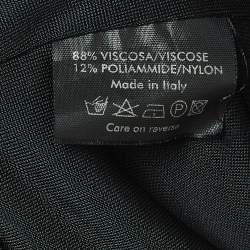 88% VISCOSA/VISCOSE
12% POLIAMMIDE/NYLON
Made in Italy
Care on reverse